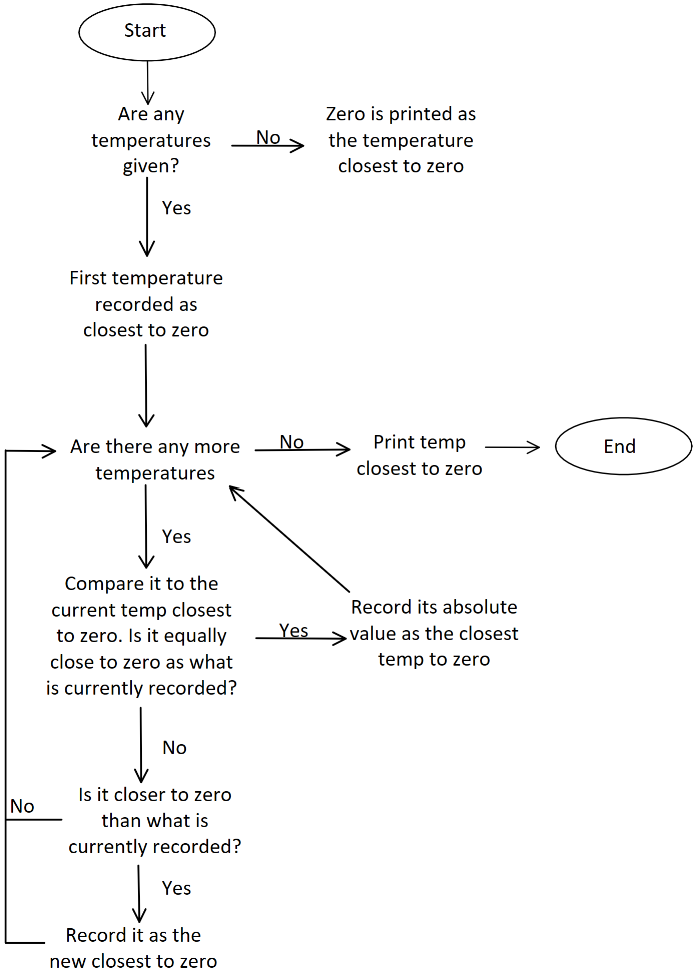 Start
Are any
temperatures
given?
No
Zero is printed as
the temperature
closest to zero
Yes
First temperature
recorded as
closest to zero
Are there any more
temperatures
No
Print temp
closest to zero
End
Yes
Compare it to the
current temp closest
to zero. Is it equally
close to zero as what
is currently recorded?
Yes
Record its absolute
value as the closest
temp to zero
No
Is it closer to zero
than what is
currently recorded?
No
Yes
Record it as the
new closest to zero